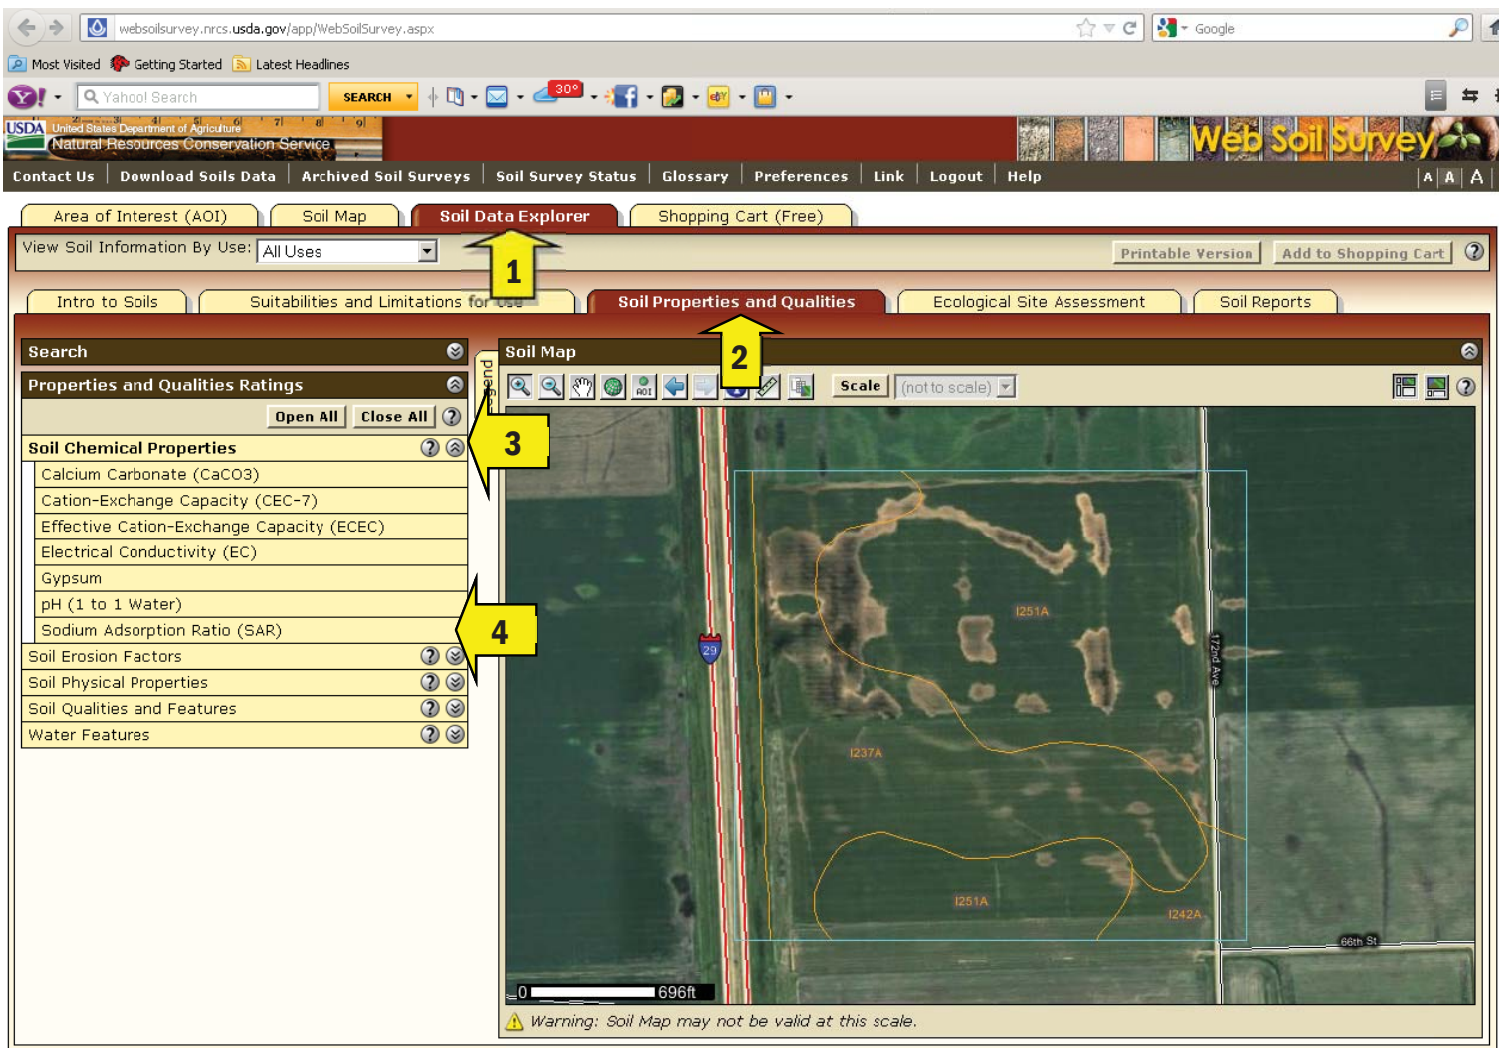 websoilsurvey.nrcs.usda.gov/app/WebSoilSurvey.aspx
Google
Most Visited Getting Started Latest Headlines
Y! Yahoo! Search SEARCH 30° ebY
USDA United States Department of Agriculture
Natural Resources Conservation Service
Web Soil Survey
Contact Us Download Soils Data Archived Soil Surveys Soil Survey Status Glossary Preferences Link Logout Help A A A
Area of Interest (AOI) Soil Map Soil Data Explorer Shopping Cart (Free)
View Soil Information By Use: All Uses Printable Version Add to Shopping Cart ?
1
Intro to Soils Suitabilities and Limitations for Use Soil Properties and Qualities Ecological Site Assessment Soil Reports
2
Search
Properties and Qualities Ratings
Open All Close All ?
Soil Chemical Properties ?
3
Calcium Carbonate (CaCO3)
Cation-Exchange Capacity (CEC-7)
Effective Cation-Exchange Capacity (ECEC)
Electrical Conductivity (EC)
Gypsum
pH (1 to 1 Water)
Sodium Adsorption Ratio (SAR)
4
Soil Erosion Factors ?
Soil Physical Properties ?
Soil Qualities and Features ?
Water Features ?
Soil Map
AOI Scale (not to scale) ?
I251A
29
172nd Ave
I237A
I251A
I242A
66th St
0 696ft
Warning: Soil Map may not be valid at this scale.